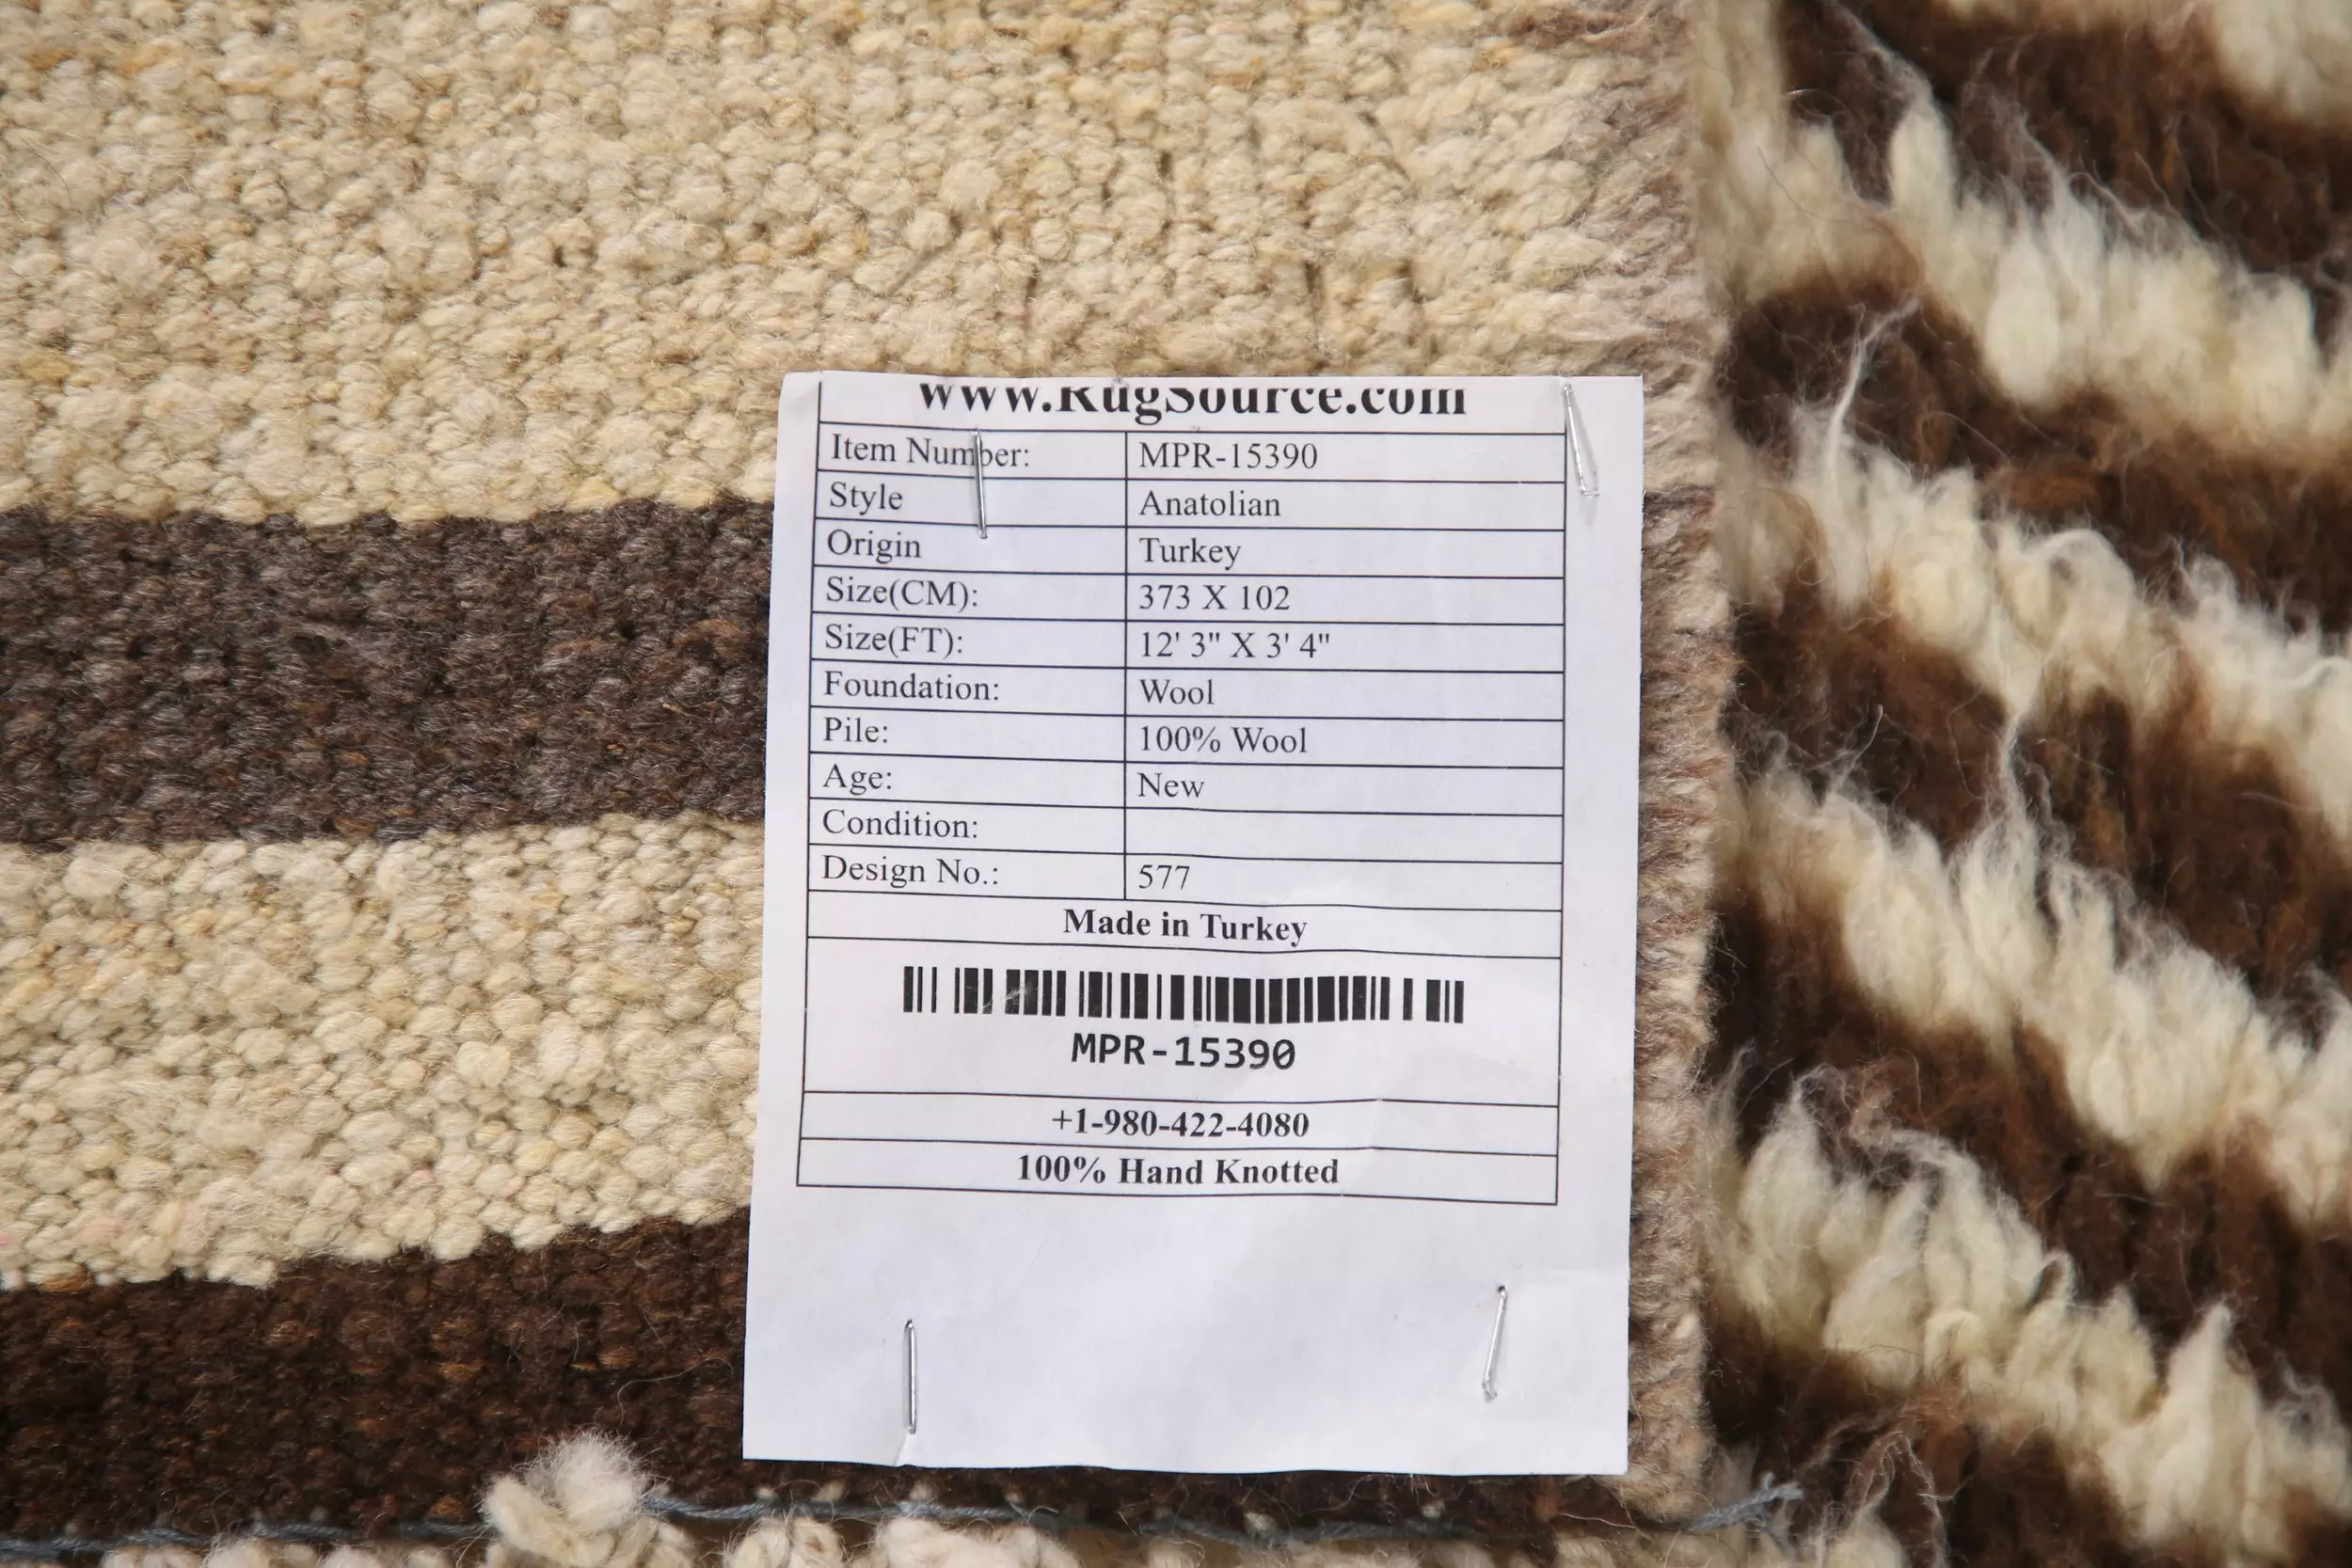 www.RugSource.com
Item Number: MPR-15390
Style Anatolian
Origin Turkey
Size(CM): 373 X 102
Size(FT): 12' 3" X 3' 4"
Foundation: Wool
Pile: 100% Wool
Age: New
Condition:
Design No.: 577
Made in Turkey
MPR-15390
+1-980-422-4080
100% Hand Knotted